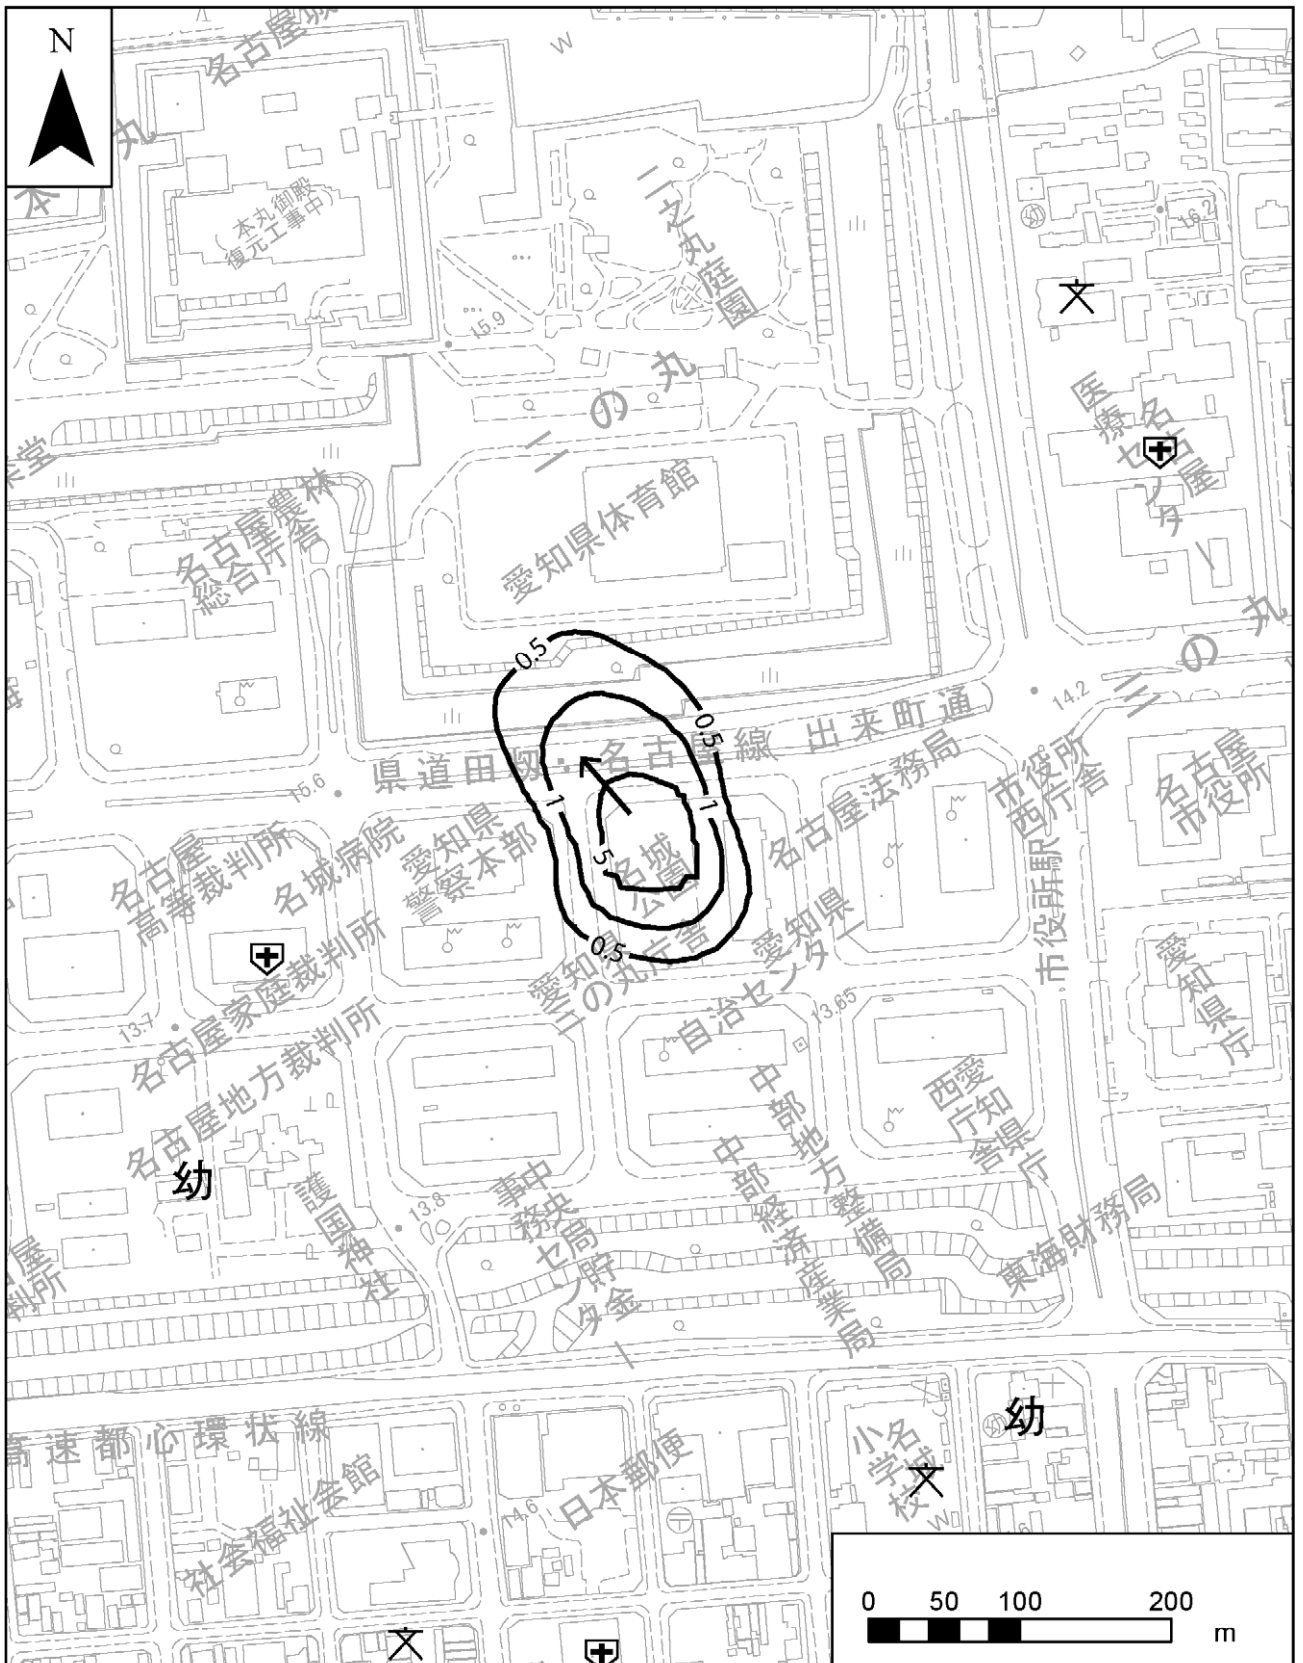 N
名古屋城
W
本丸
本丸御殿
復元工事中
二之丸庭園
幼
16.2
15.9
文
二の丸
名古屋
医療センター
愛知県体育館
名古屋農林
総合庁舎
三の丸
0.5
0.5
14.2
県道田籾・名古屋線
出来町通
15.6
1
1
5
名城
公園
名古屋
高等裁判所
名城病院
愛知県
警察本部
名古屋法務局
市役所
西庁舎
名古屋
市役所
市役所駅
0.5
愛知県
三の丸庁舎
愛知県
自治センター
愛知県庁
13.7
名古屋家庭裁判所
名古屋地方裁判所
13.65
愛知県
西庁舎
幼
護国神社
13.8
中央局貯金
事務センター
中部地方整備局
中部経済産業局
東海財務局
高速都心環状線
社会福祉会館
14.6
日本郵便
名城
小学校
文
幼
W
文
0 50 100 200
m